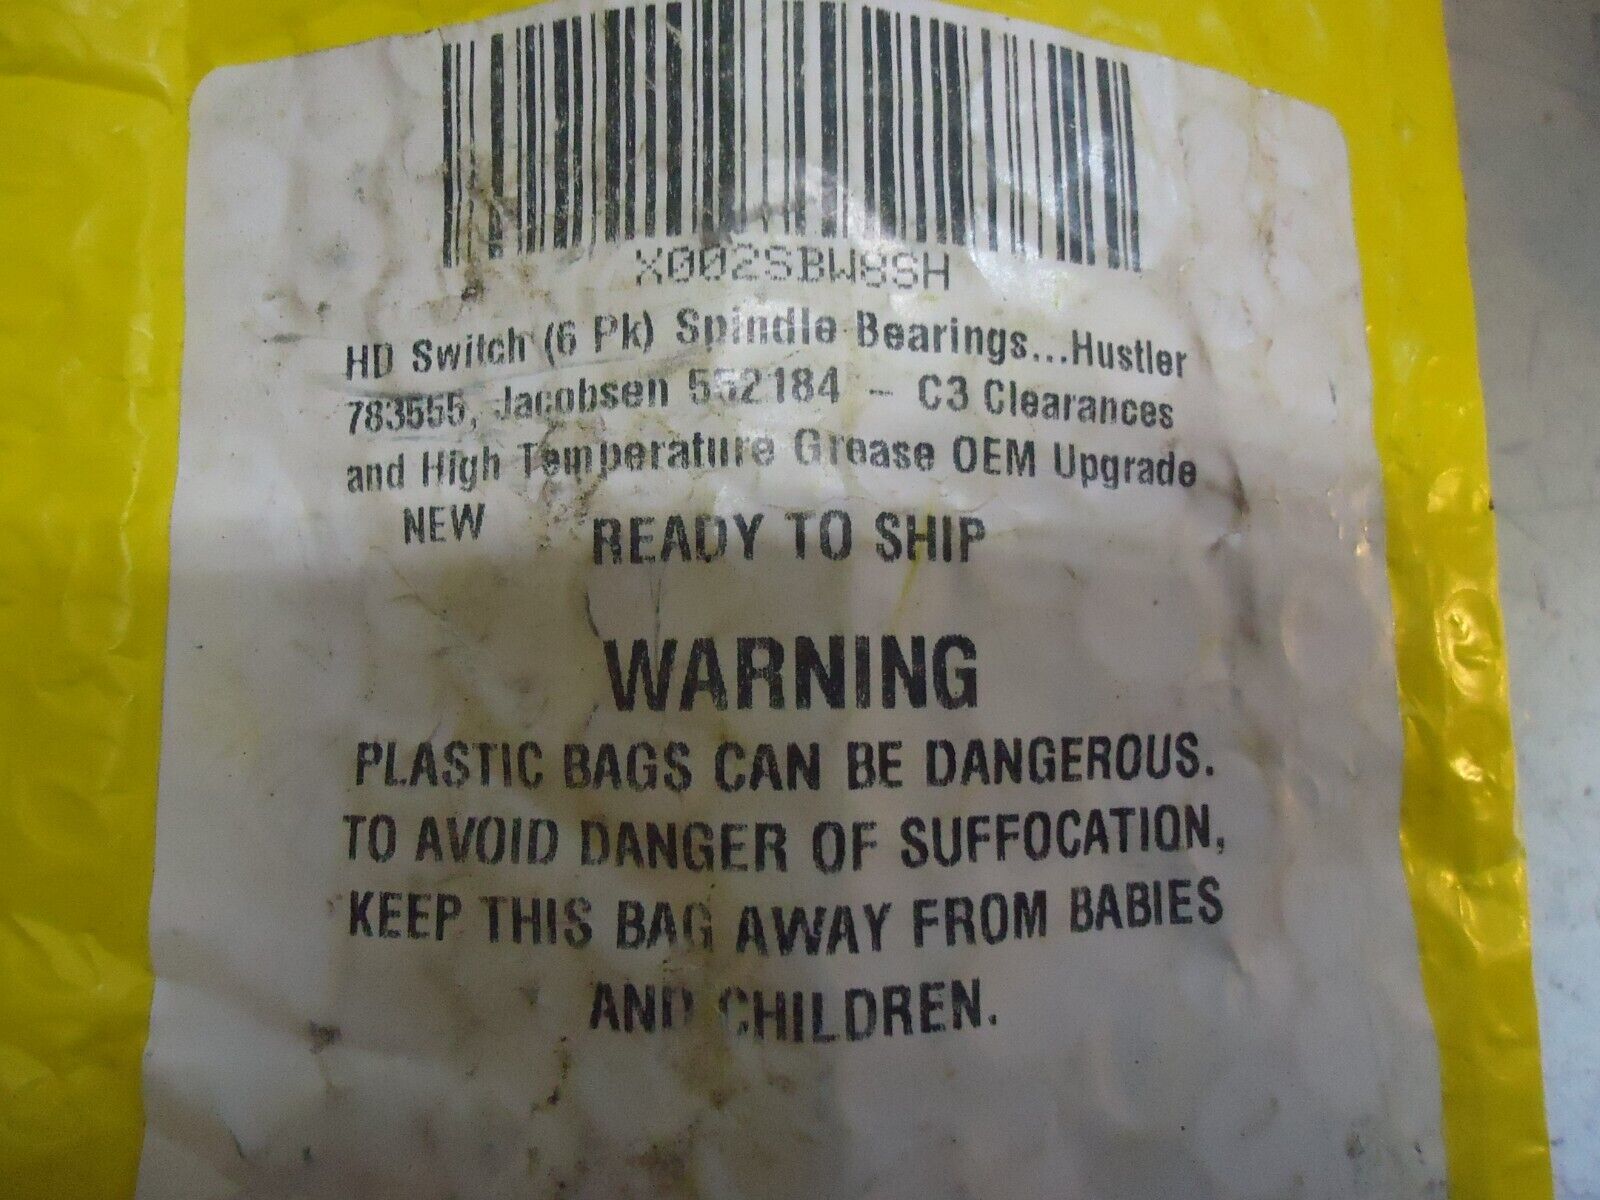 X002SBW8SH
HD Switch (6 Pk) Spindle Bearings...Hustler
783555, Jacobsen 552184 - C3 Clearances
and High Temperature Grease OEM Upgrade
NEW READY TO SHIP
WARNING
PLASTIC BAGS CAN BE DANGEROUS.
TO AVOID DANGER OF SUFFOCATION,
KEEP THIS BAG AWAY FROM BABIES
AND CHILDREN.